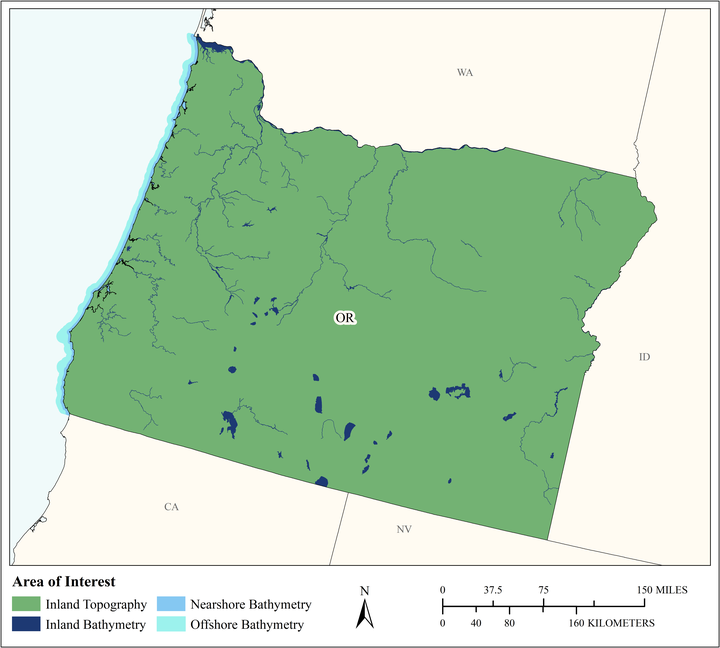 WA
OR
ID
CA
NV
Area of Interest
Inland Topography
Nearshore Bathymetry
Inland Bathymetry
Offshore Bathymetry
N
0 37.5 75 150 MILES
0 40 80 160 KILOMETERS